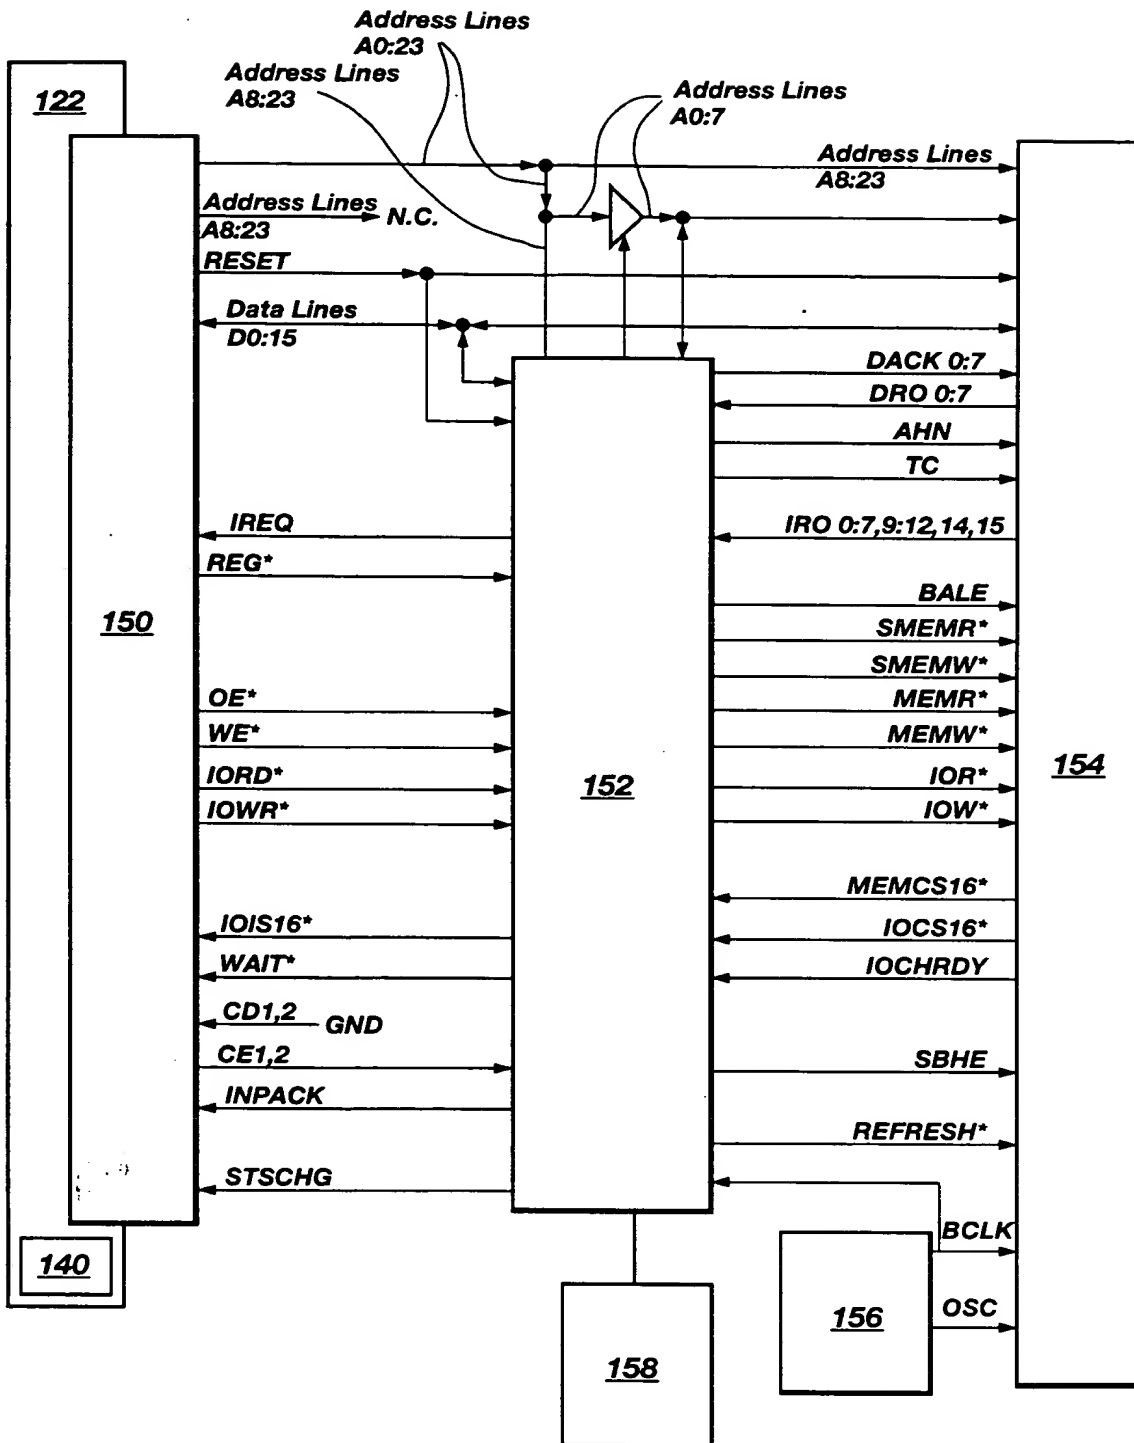 Address Lines
A0:23
Address Lines
A8:23
Address Lines
A0:7
122
Address Lines
A8:23
Address Lines
A8:23
N.C.
RESET
Data Lines
D0:15
DACK 0:7
DRO 0:7
AHN
TC
IREQ
IRO 0:7,9:12,14,15
REG*
BALE
150
SMEMR*
SMEMW*
OE*
MEMR*
WE*
MEMW*
154
IORD*
152
IOR*
IOWR*
IOW*
MEMCS16*
IOIS16*
IOCS16*
WAIT*
IOCHRDY
CD1,2
GND
CE1,2
SBHE
INPACK
REFRESH*
STSCHG
BCLK
140
OSC
156
158